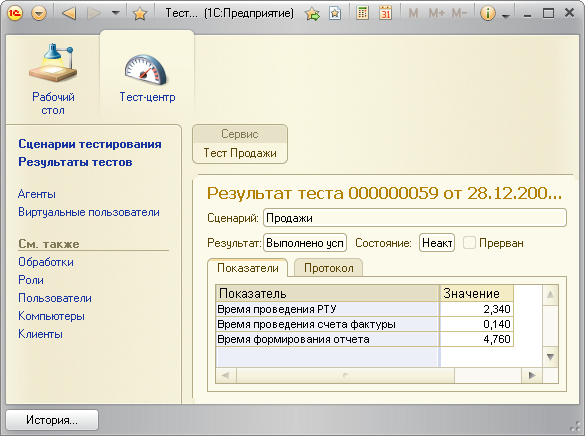 Тест... (1С:Предприятие)
M M+ M-
31
Рабочий
стол
Тест-центр
Сценарии тестирования
Результаты тестов
Агенты
Виртуальные пользователи
См. также
Обработки
Роли
Пользователи
Компьютеры
Клиенты
Сервис
Тест Продажи
Результат теста 000000059 от 28.12.200...
Сценарий: Продажи
Результат: Выполнено усп Состояние: Неакт Прерван
Показатели Протокол
Показатель Значение
Время проведения РТУ 2,340
Время проведения счета фактуры 0,140
Время формирования отчета 4,760
История...